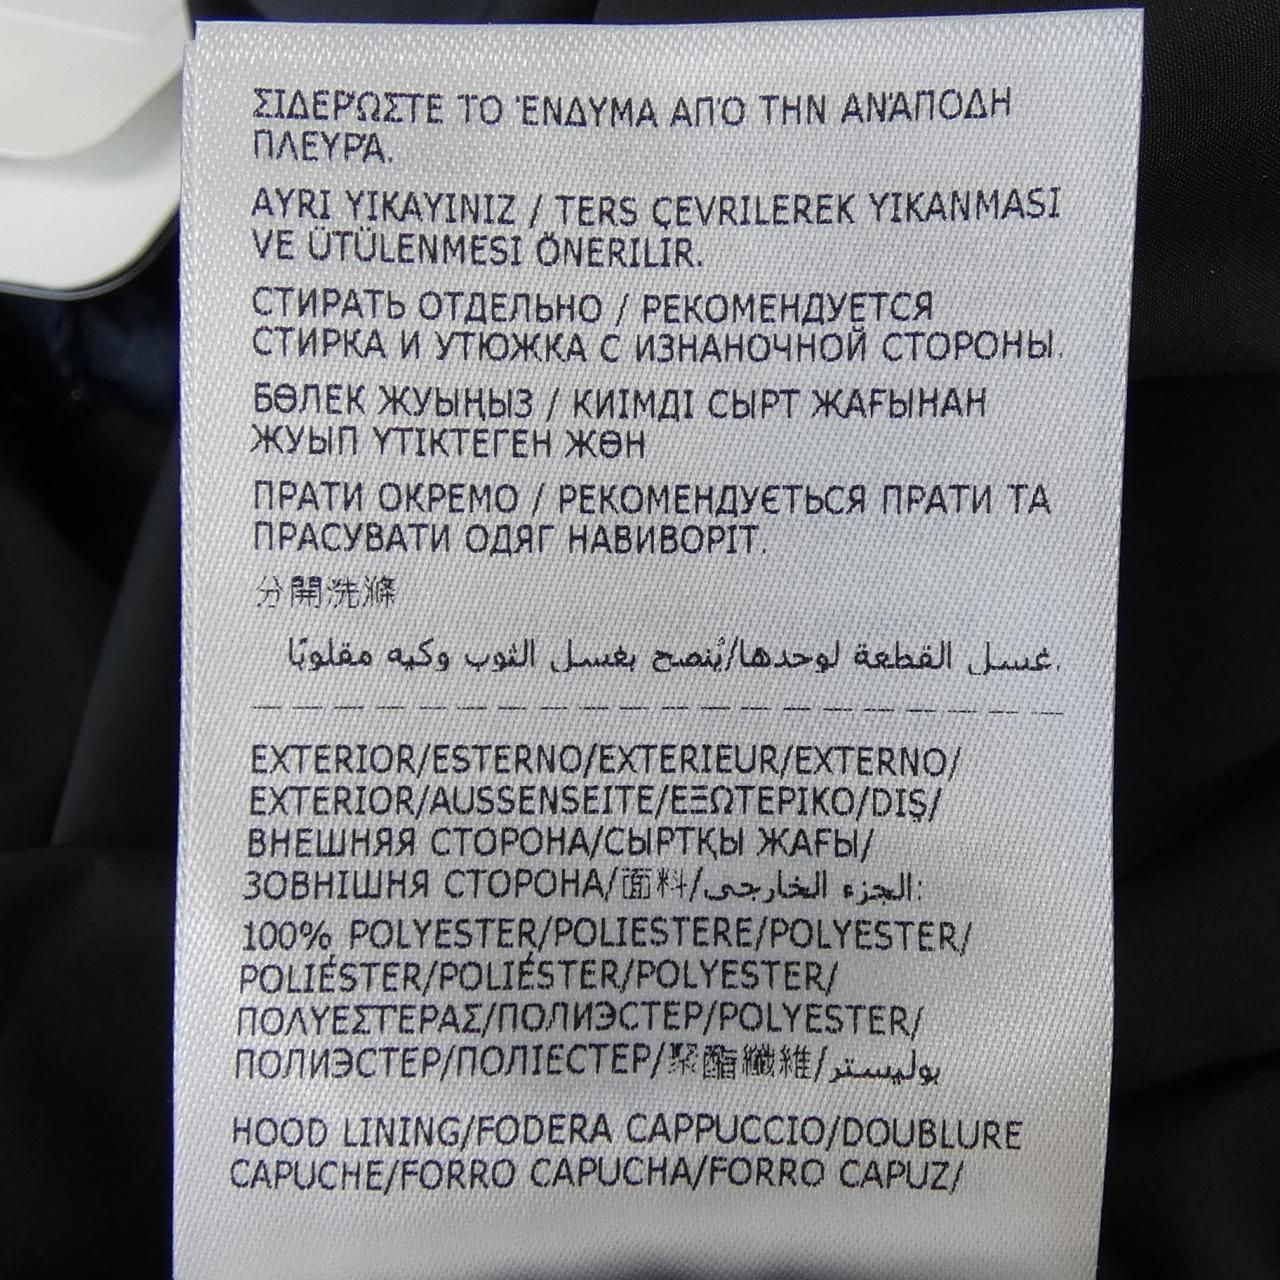 ΣΙΔΕΡΏΣΤΕ ΤΟ ΈΝΔΥΜΑ ΑΠΌ ΤΗΝ ΑΝΆΠΟΔΗ
ΠΛΕΥΡΆ.
AYRI YIKAYINIZ / TERS ÇEVRILEREK YIKANMASI
VE ÜTÜLENMESI ÖNERILIR.
СТИРАТЬ ОТДЕЛЬНО / РЕКОМЕНДУЕТСЯ
СТИРКА И УТЮЖКА С ИЗНАНОЧНОЙ СТОРОНЫ.
БӨЛЕК ЖУЫҢЫЗ / КИІМДІ СЫРТ ЖАҒЫНАН
ЖУЫП ҮТІКТЕГЕН ЖӨН
ПРАТИ ОКРЕМО / РЕКОМЕНДУЄТЬСЯ ПРАТИ ТА
ПРАСУВАТИ ОДЯГ НАВИВОРІТ.
分開洗滌
غسل القطعة لوحدها/يُنصح بغسل الثوب وكيه مقلوبًا.
EXTERIOR/ESTERNO/EXTERIEUR/EXTERNO/
EXTERIOR/AUSSENSEITE/ΕΞΩΤΕΡΙΚΟ/DIŞ/
ВНЕШНЯЯ СТОРОНА/СЫРТҚЫ ЖАҒЫ/
ЗОВНІШНЯ СТОРОНА/面料/الجزء الخارجي:
100% POLYESTER/POLIESTERE/POLYESTER/
POLIÉSTER/POLIÉSTER/POLYESTER/
ΠΟΛΥΕΣΤΕΡΑΣ/ПОЛИЭСТЕР/POLYESTER/
ПОЛИЭСТЕР/ПОЛІЕСТЕР/聚酯纖維/بوليستر
HOOD LINING/FODERA CAPPUCCIO/DOUBLURE
CAPUCHE/FORRO CAPUCHA/FORRO CAPUZ/